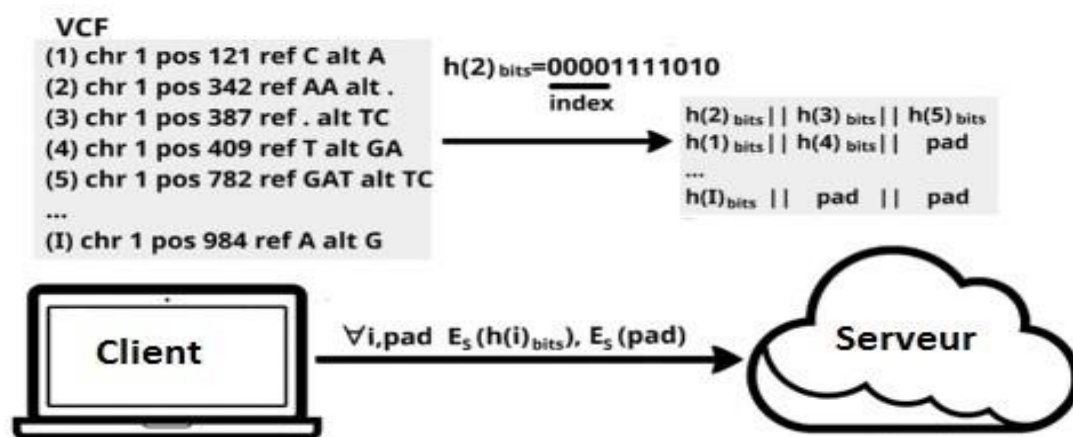 VCF
(1) chr 1 pos 121 ref C alt A
(2) chr 1 pos 342 ref AA alt .
(3) chr 1 pos 387 ref . alt TC
(4) chr 1 pos 409 ref T alt GA
(5) chr 1 pos 782 ref GAT alt TC
...
(I) chr 1 pos 984 ref A alt G
h(2) bits=00001111010
index
h(2) bits || h(3) bits || h(5) bits
h(1) bits || h(4) bits || pad
...
h(I)bits || pad || pad
Client
∀i,pad Es(h(i)bits), Es(pad)
Serveur